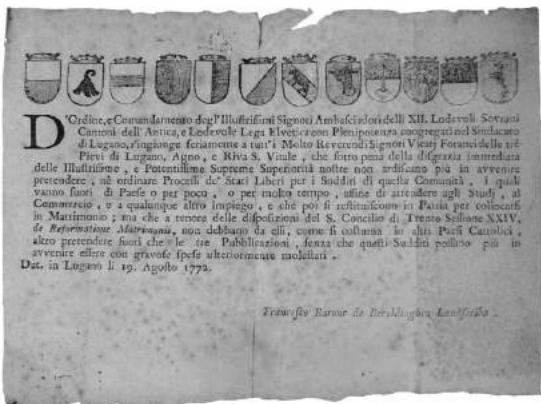 D'Ordine, e Comandamento degl'Illustrissimi Signori Ambasciadori delli XII. Lodevoli Sovrani
Cantoni dell'Antica, e Lodevole Lega Elvetica con Plenipotenza congregati nel Sindacato
di Lugano, s'ingionge seriamente a tutt'i Molto Reverendi Signori Vicarj Foranei delle trè
Pievi di Lugano, Agno, e Riva S. Vitale, che sotto pena della disgrazia immediata
delle Illustrissime, e Potentissime Supreme Superiorità nostre non ardiscano più in avvenire
pretendere, nè ordinare Processi de' Stati Liberi per i Sudditi di questa Comunità, i quali
vanno fuori di Paese o per poco, o per molto tempo, affine di attendere agli Studj, al
Commercio, o a qualunque altro impiego, e che poi si restituiscono in Patria per collocarsi
in Matrimonio; ma che a tenore delle disposizioni del S. Concilio di Trento Sessione XXIV.
de Reformatione Matrimonii, non debbano da essi, come si costuma in altri Paesi Cattolici,
altro pretendere fuori che le tre Pubblicazioni, senza che questi Sudditi possino più in
avvenire essere con gravose spese ulteriormente molestati.
Dat. in Lugano li 19. Agosto 1772.
Francesco Barone de Beroldinghen Landscriba.